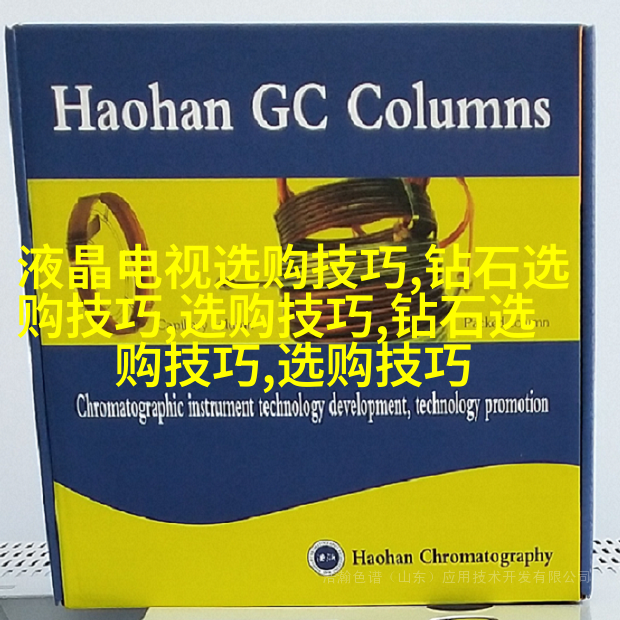 Haohan GC Columns
液晶电视选购技巧,钻石选
购技巧,选购技巧,钻石选
购技巧,选购技巧
Column
Chromatographic instrument technology development, technology promotion
Haohan Chromatography
浩瀚色谱（山东）应用技术开发有限公司